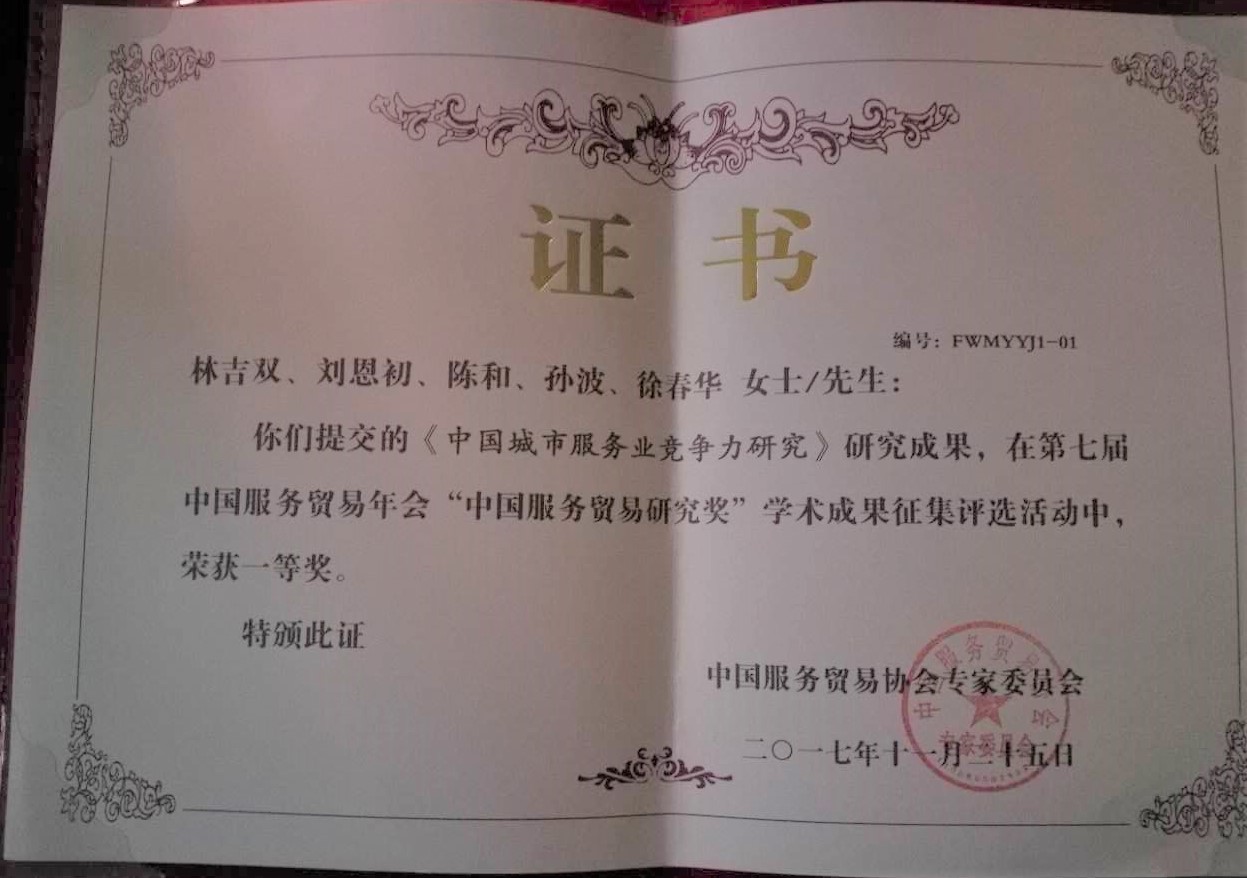 证书
编号：FWMYYJ1-01
林吉双、刘恩初、陈和、孙波、徐春华 女士/先生：
你们提交的《中国城市服务业竞争力研究》研究成果，在第七届
中国服务贸易年会“中国服务贸易研究奖”学术成果征集评选活动中，
荣获一等奖。
特颁此证
中国服务贸易协会专家委员会
二〇一七年十一月二十五日
专家委员会